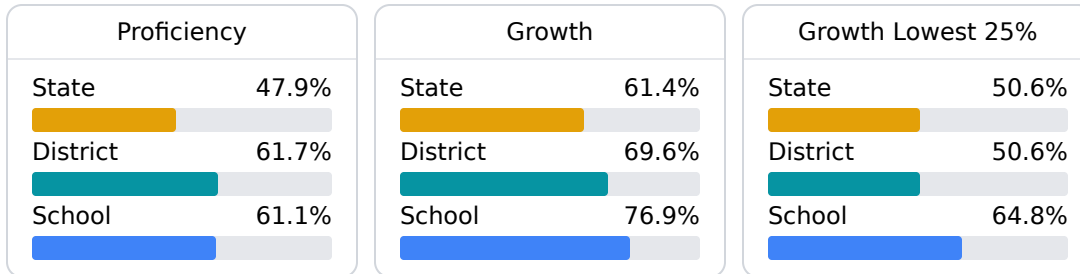 Proficiency
State 47.9%
District 61.7%
School 61.1%
Growth
State 61.4%
District 69.6%
School 76.9%
Growth Lowest 25%
State 50.6%
District 50.6%
School 64.8%